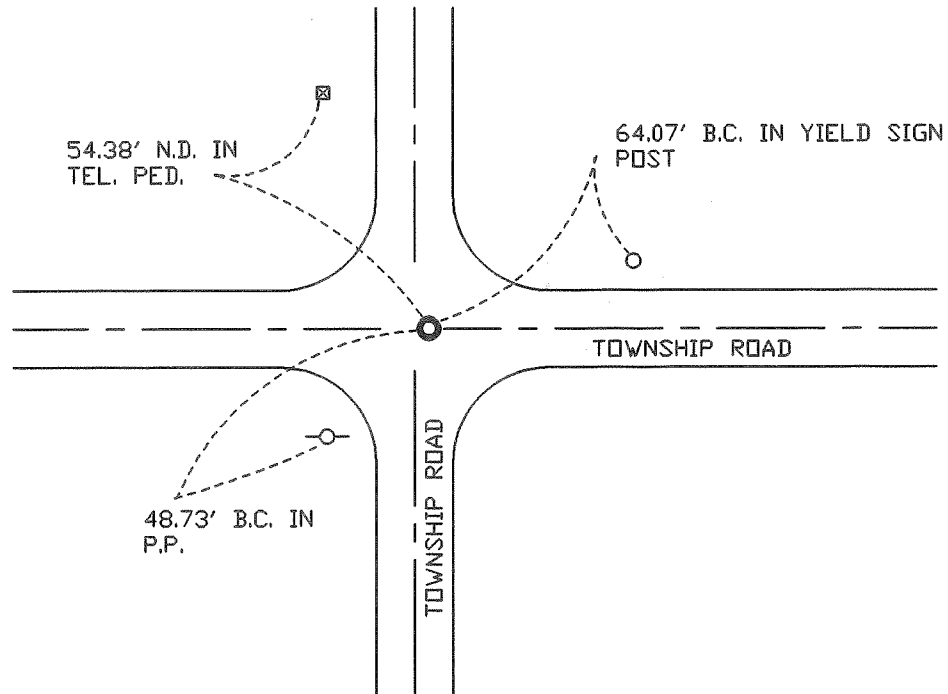 54.38' N.D. IN
TEL. PED.
64.07' B.C. IN YIELD SIGN
POST
TOWNSHIP ROAD
TOWNSHIP ROAD
48.73' B.C. IN
P.P.